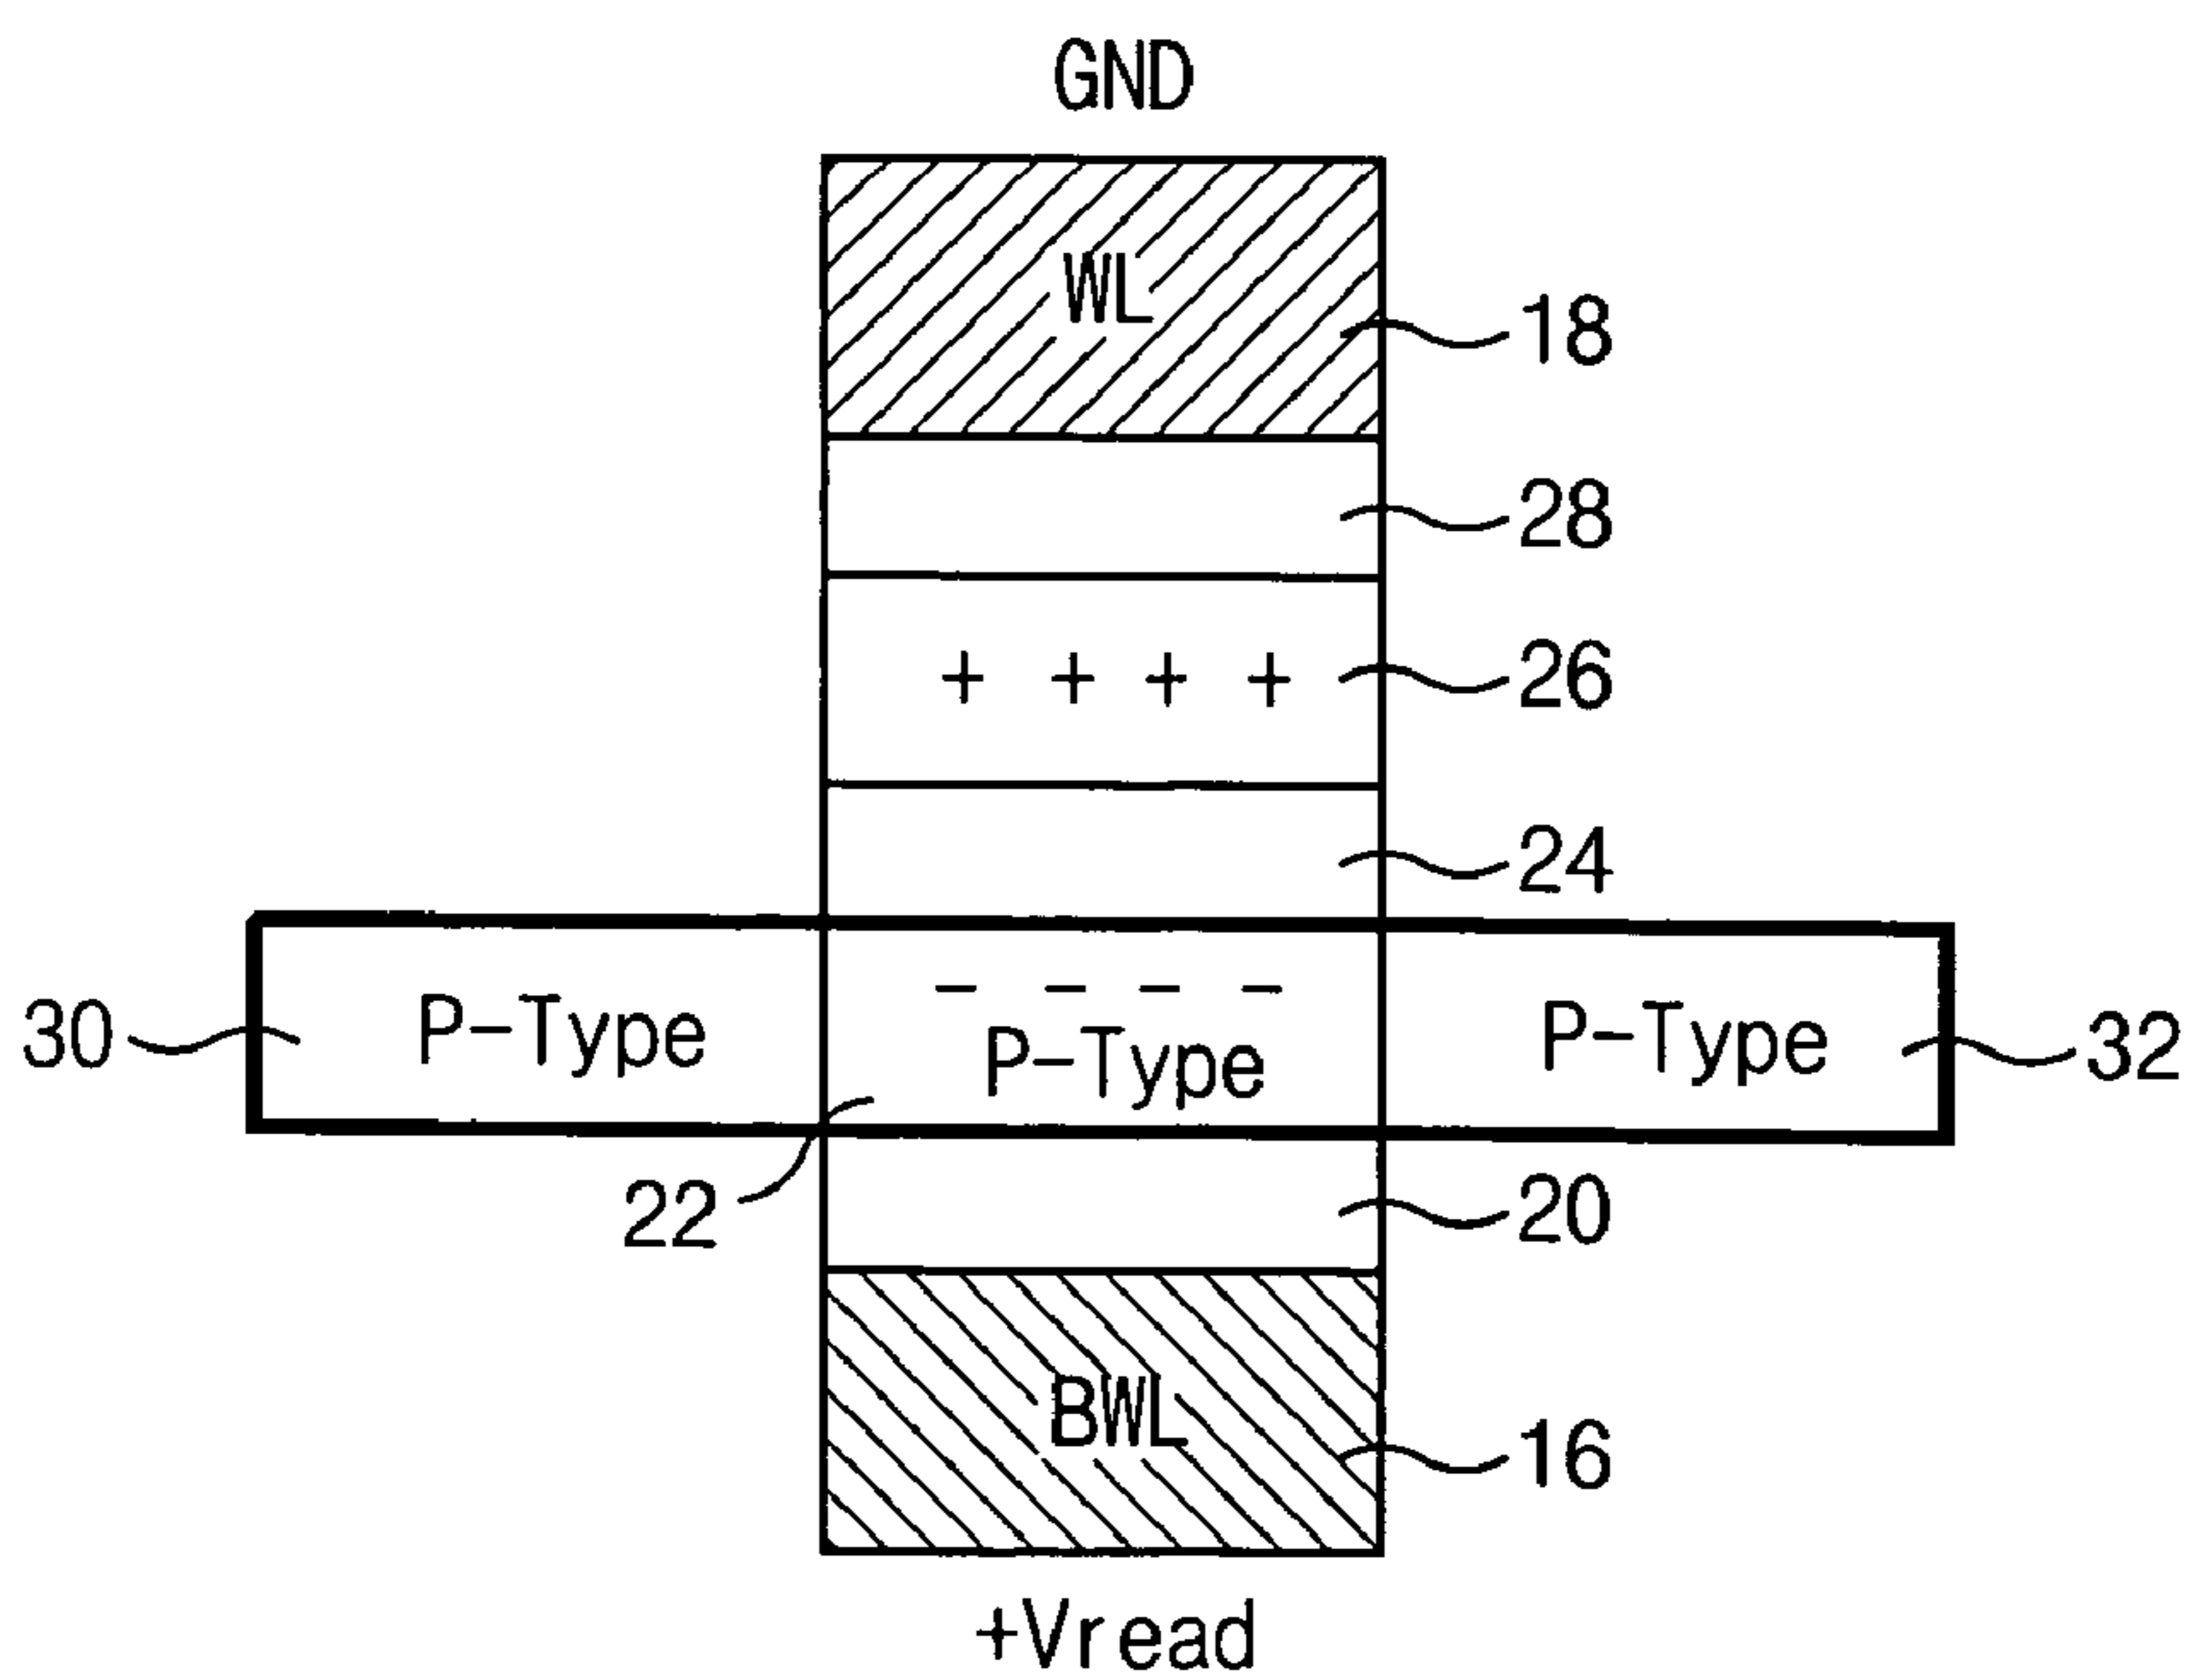 GND
WL
18
28
+ + + +
26
24
- - - -
30
P-Type
P-Type
P-Type
32
22
20
BWL
16
+Vread